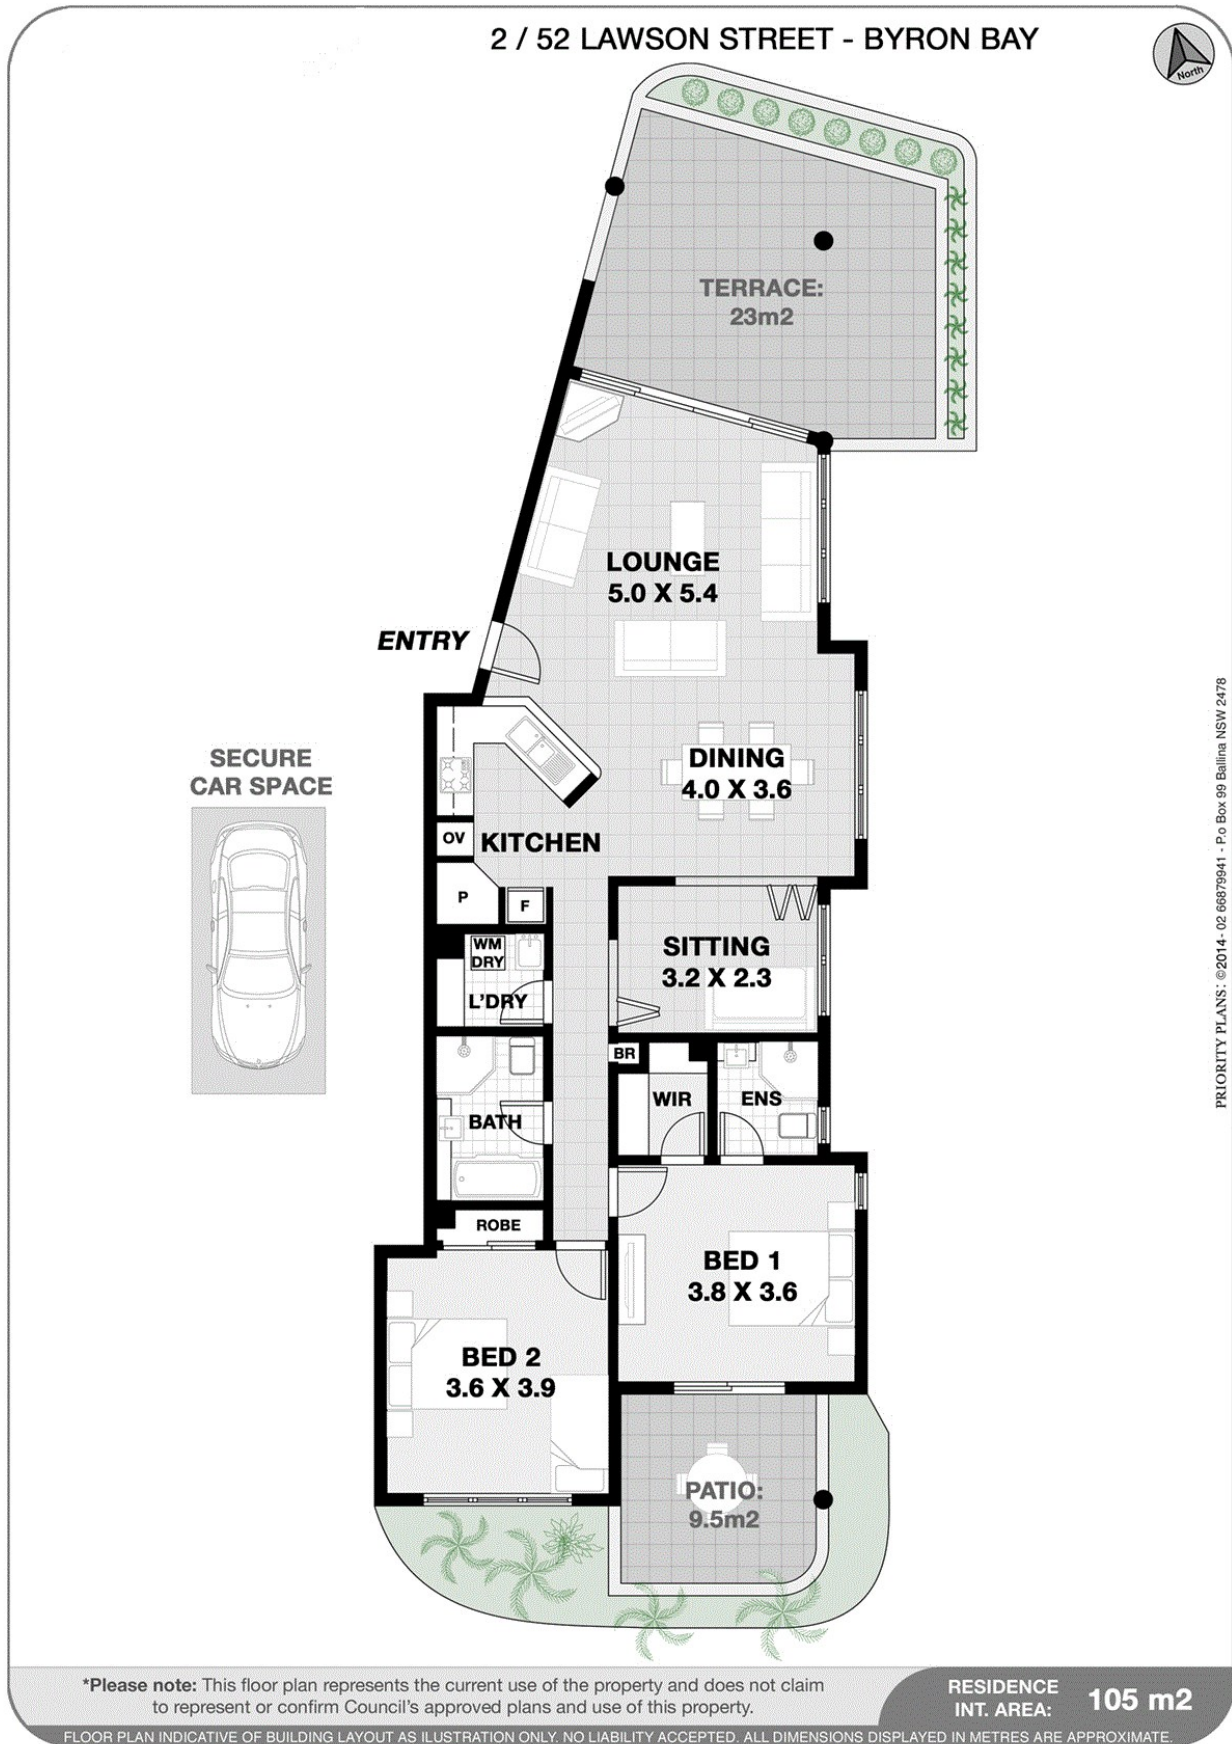 2 / 52 LAWSON STREET - BYRON BAY
North
TERRACE:
23m2
LOUNGE
5.0 X 5.4
ENTRY
SECURE
CAR SPACE
DINING
4.0 X 3.6
OV
KITCHEN
P
F
WM
DRY
L'DRY
SITTING
3.2 X 2.3
BR
WIR
ENS
BATH
ROBE
BED 1
3.8 X 3.6
BED 2
3.6 X 3.9
PATIO:
9.5m2
PRIORITY PLANS: ©2014 - 02 66879941 - P.o Box 99 Ballina NSW 2478
*Please note: This floor plan represents the current use of the property and does not claim
to represent or confirm Council's approved plans and use of this property.
RESIDENCE
INT. AREA:
105 m2
FLOOR PLAN INDICATIVE OF BUILDING LAYOUT AS ILUSTRATION ONLY. NO LIABILITY ACCEPTED. ALL DIMENSIONS DISPLAYED IN METRES ARE APPROXIMATE.